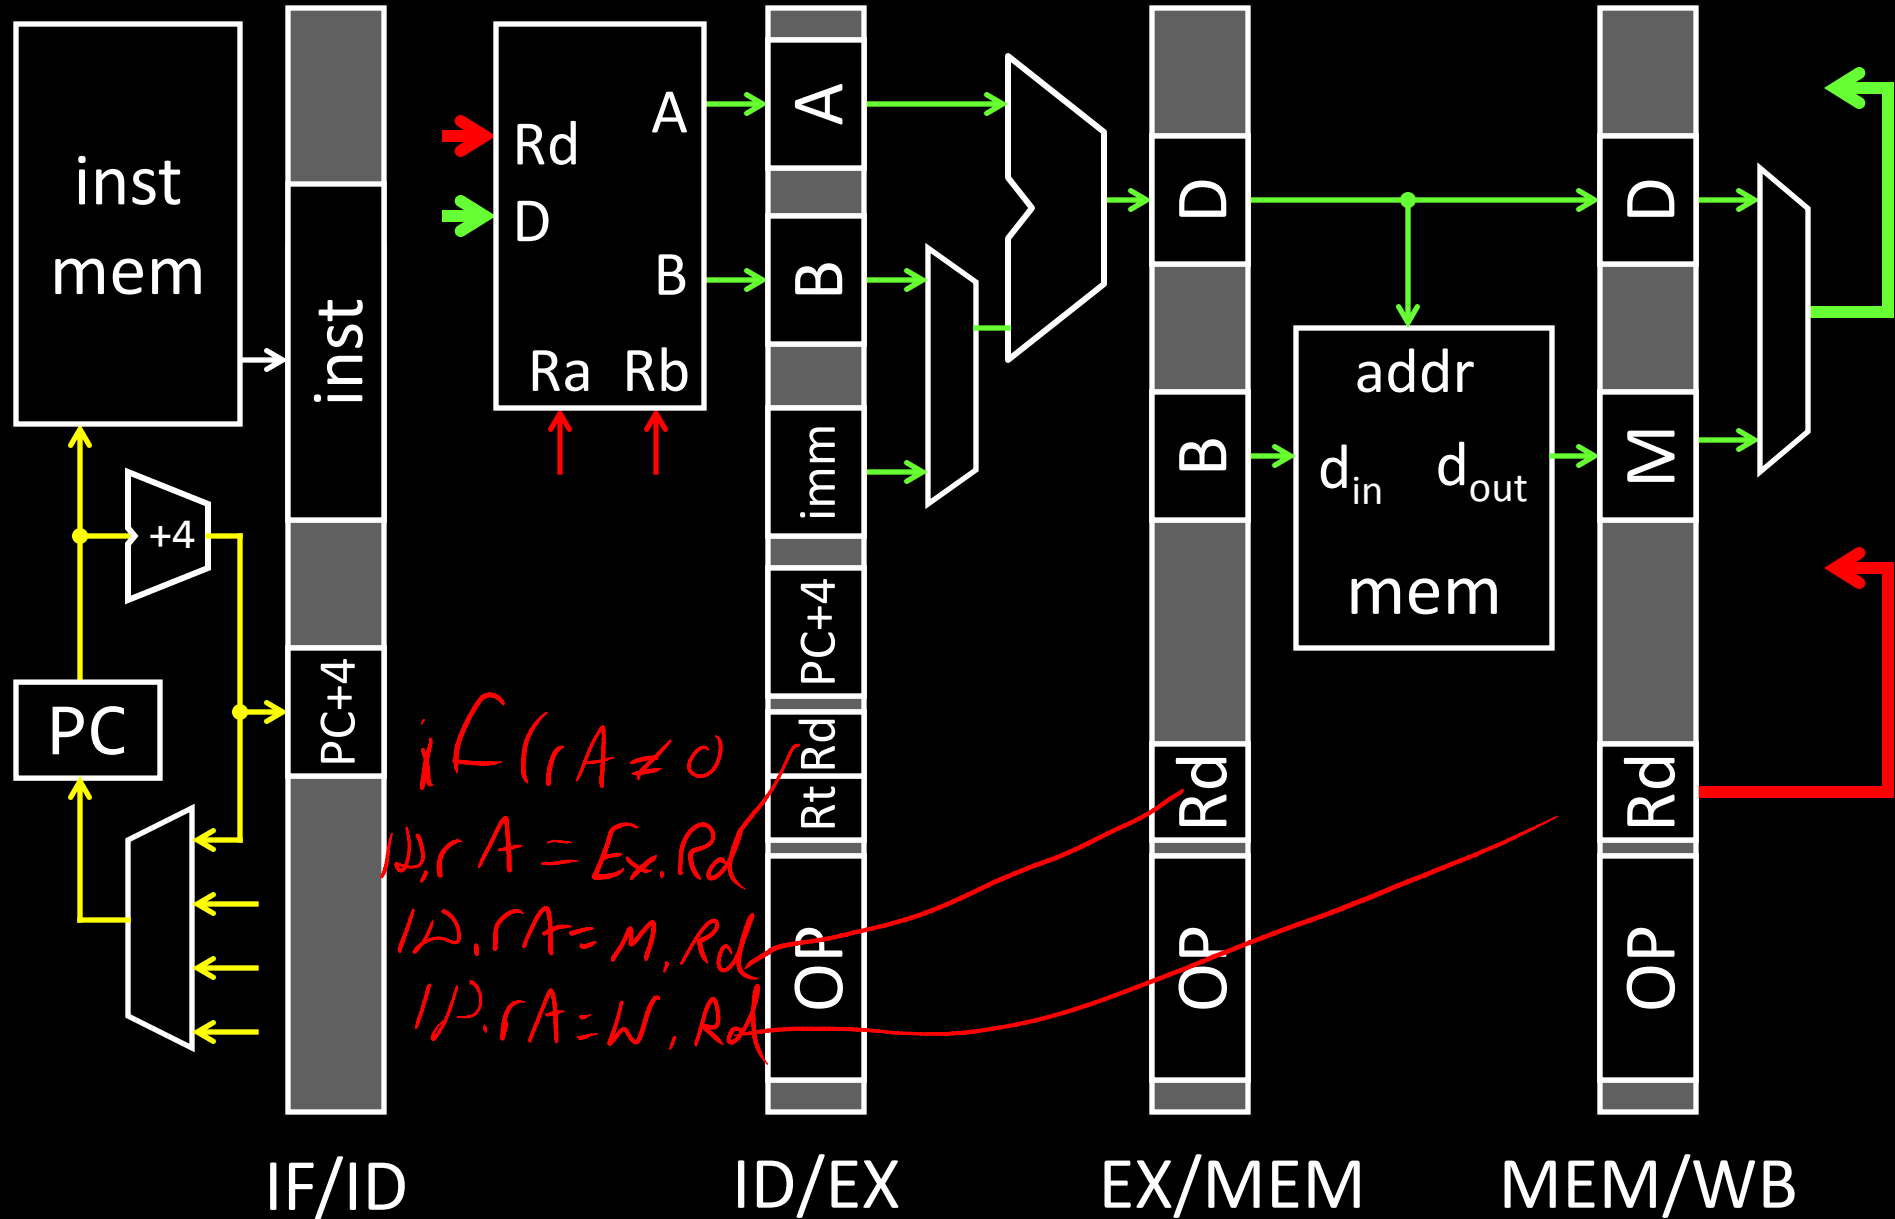 inst
mem
+4
PC
inst
PC+4
Rd
D
A
B
Ra Rb
A
B
imm
PC+4
Rd
Rt
OP
if (rA ≠ 0
ID.rA = Ex.Rd
ID.rA = M.Rd
ID.rA = W.Rd
D
B
Rd
OP
addr
din dout
mem
D
M
Rd
OP
IF/ID
ID/EX
EX/MEM
MEM/WB